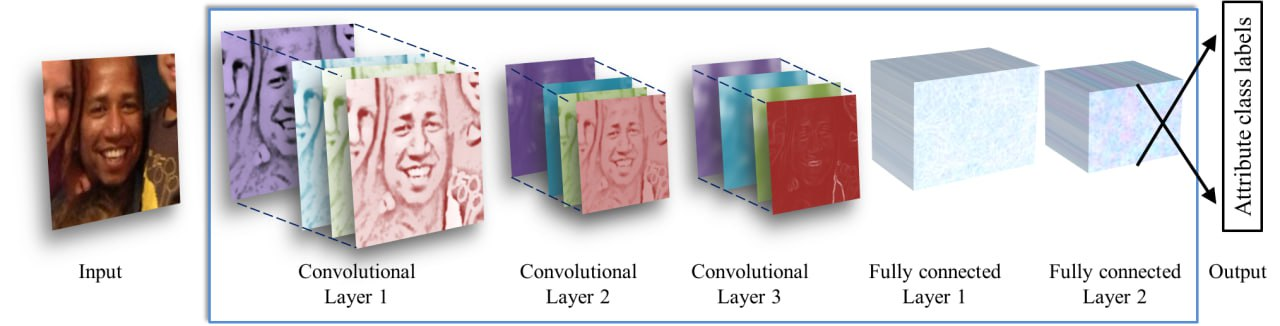 Input
Convolutional
Layer 1
Convolutional
Layer 2
Convolutional
Layer 3
Fully connected
Layer 1
Fully connected
Layer 2
Output
Attribute class labels